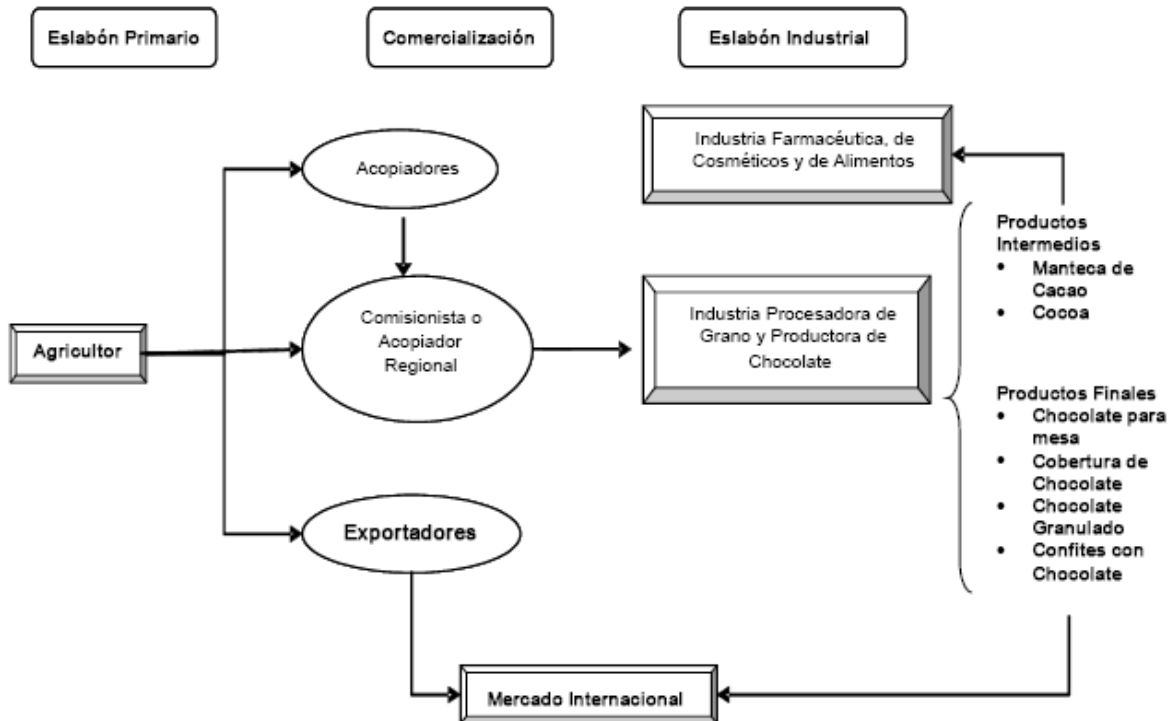 Eslabón Primario
Comercialización
Eslabón Industrial
Acopiadores
Industria Farmacéutica, de
Cosméticos y de Alimentos
Agricultor
Comisionista o
Acopiador
Regional
Industria Procesadora de
Grano y Productora de
Chocolate
Productos
Intermedios
• Manteca de
Cacao
• Cocoa
Productos Finales
• Chocolate para
mesa
• Cobertura de
Chocolate
• Chocolate
Granulado
• Confites con
Chocolate
Exportadores
Mercado Internacional